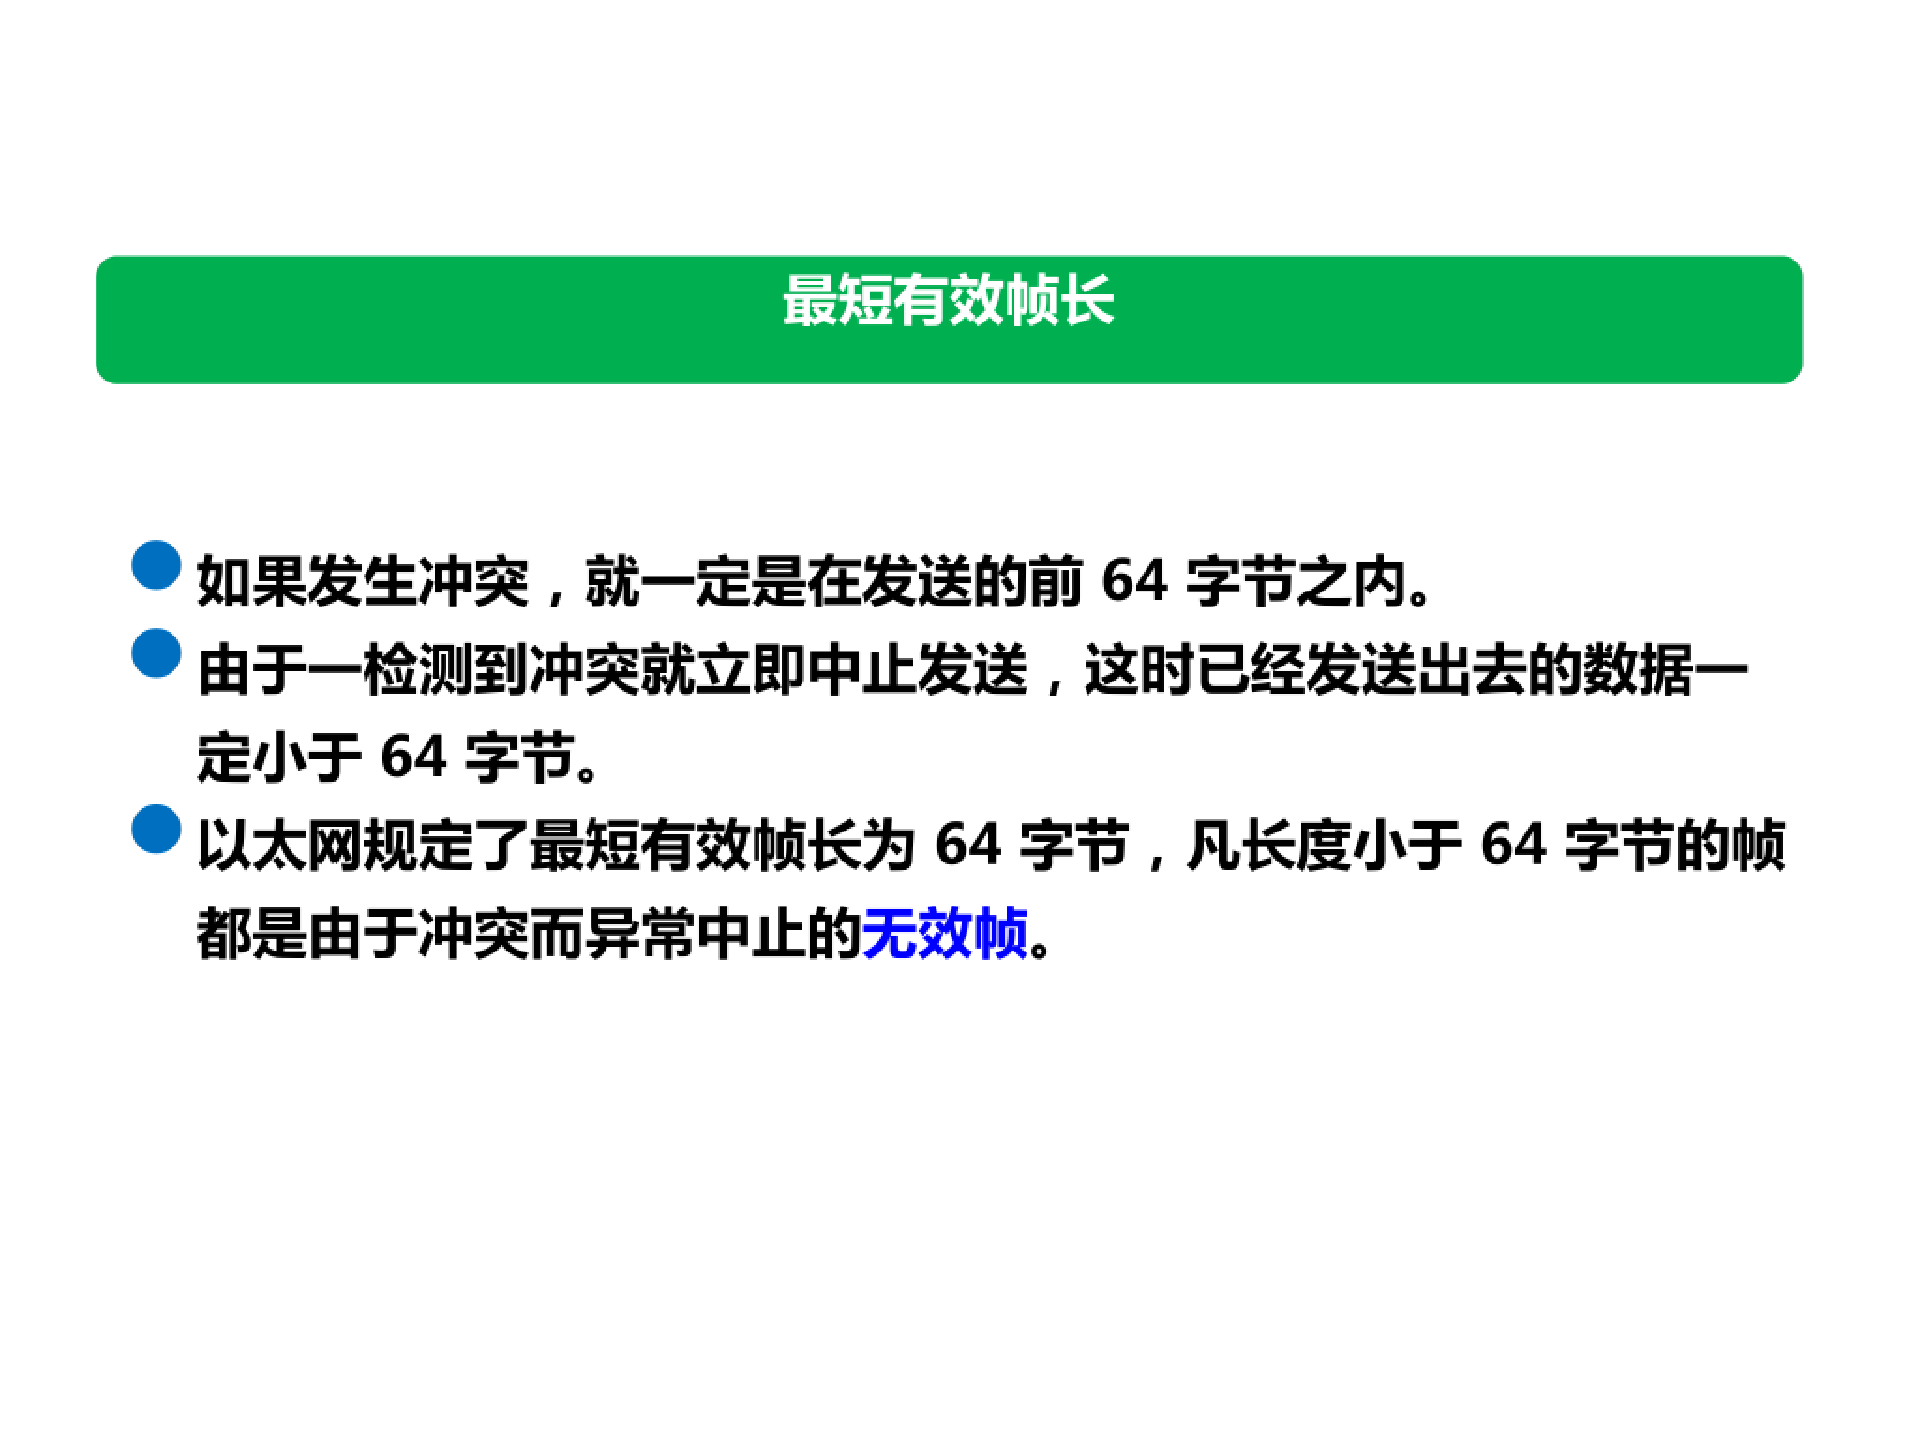 最短有效帧长
如果发生冲突，就一定是在发送的前 64 字节之内。
由于一检测到冲突就立即中止发送，这时已经发送出去的数据一
定小于 64 字节。
以太网规定了最短有效帧长为 64 字节，凡长度小于 64 字节的帧
都是由于冲突而异常中止的无效帧。